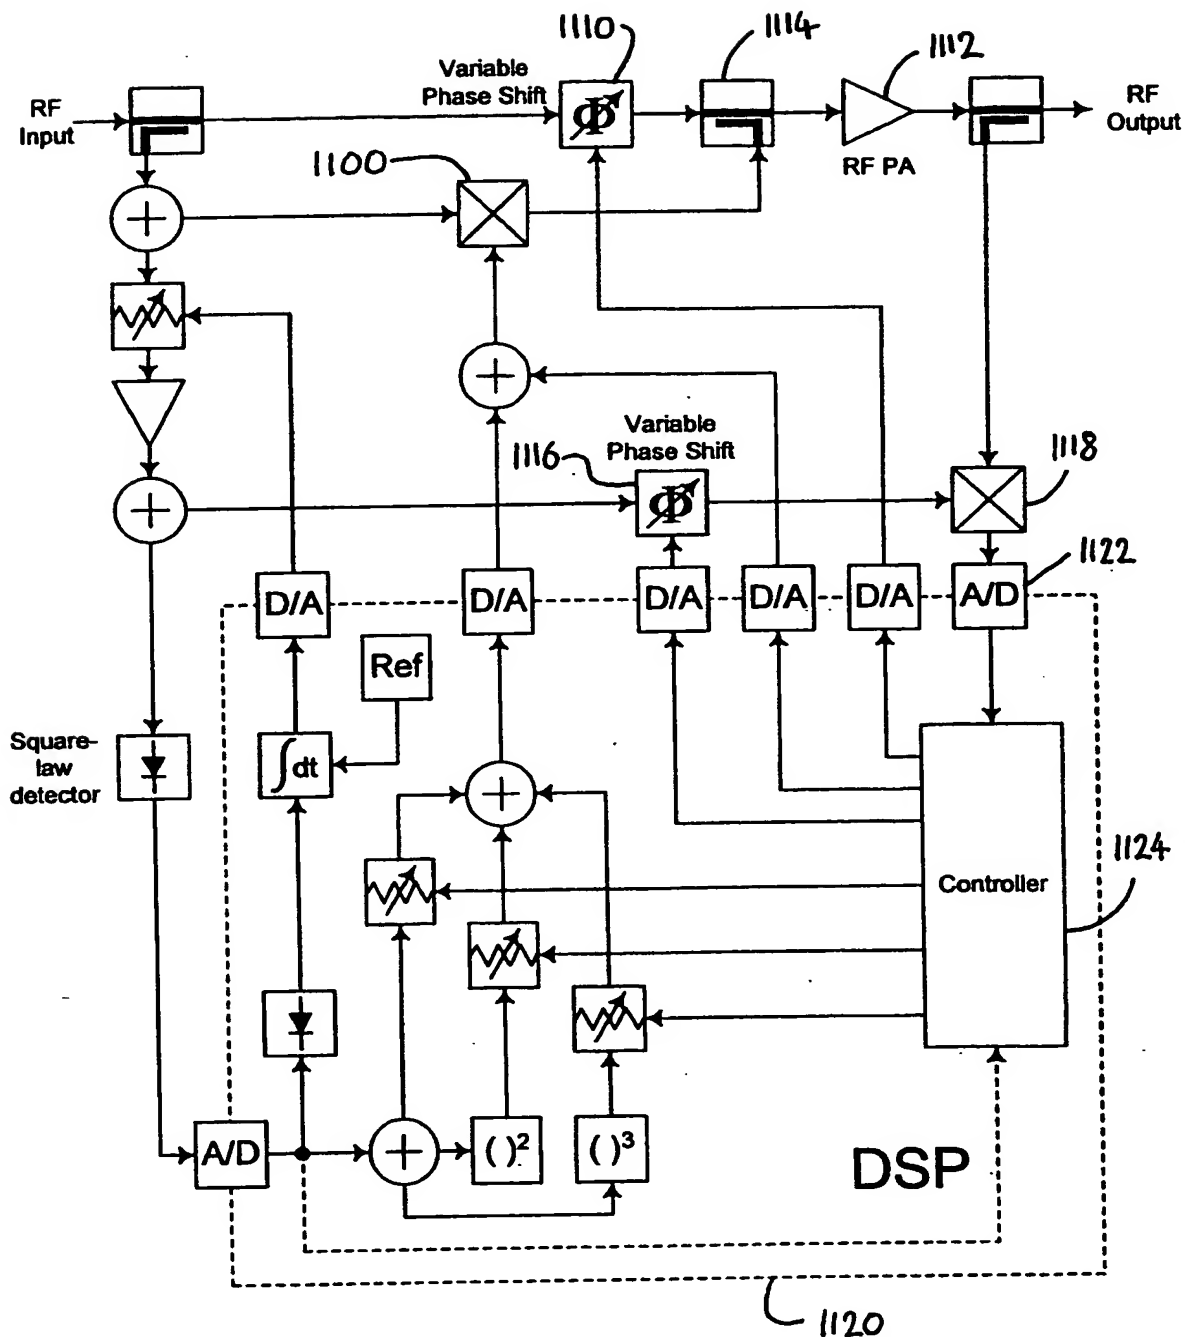 1110
1114
1112
Variable
Phase Shift
RF
Input
Φ
RF
Output
1100
RF PA
+
+
Variable
Phase Shift
1116
1118
+
Φ
1122
D/A
D/A
D/A
D/A
D/A
A/D
Ref
Square-
law
detector
∫dt
+
1124
Controller
A/D
+
( )²
( )³
DSP
1120